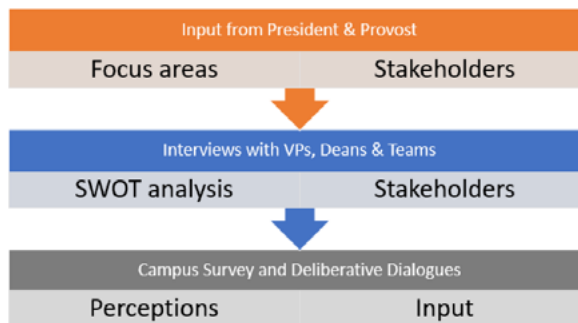 Input from President & Provost
Focus areas Stakeholders
Interviews with VPs, Deans & Teams
SWOT analysis Stakeholders
Campus Survey and Deliberative Dialogues
Perceptions Input